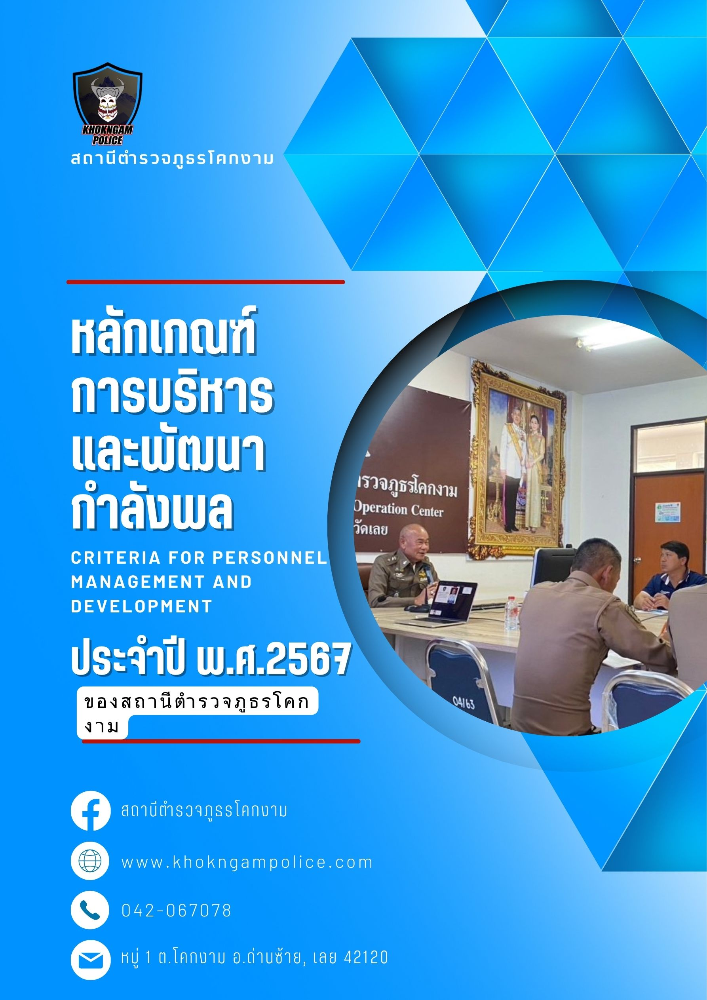 KHOKNGAM
POLICE
สถานีตำรวจภูธรโคกงาม
หลักเกณฑ์
การบริหาร
และพัฒนา
กำลังพล
CRITERIA FOR PERSONNEL
MANAGEMENT AND
DEVELOPMENT
ประจำปี พ.ศ.2567
ของสถานีตำรวจภูธรโคก
งาม
ำรวจภูธรโคกงาม
Operation Center
วัดเลย
04/63
สถานีตำรวจภูธรโคกงาม
www.khokngampolice.com
042-067078
หมู่ 1 ต.โคกงาม อ.ด่านซ้าย, เลย 42120